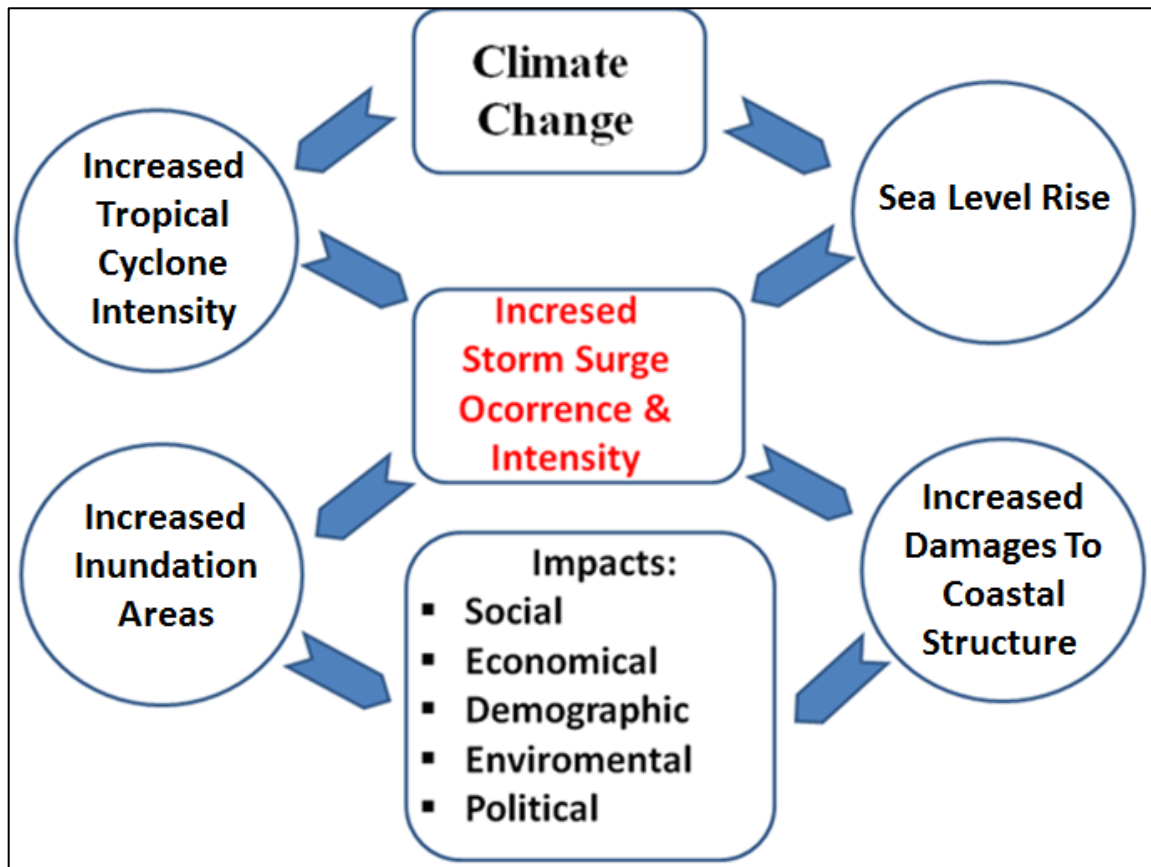 Climate
Change
Increased
Tropical
Cyclone
Intensity
Sea Level Rise
Incresed
Storm Surge
Ocorrence &
Intensity
Increased
Inundation
Areas
Increased
Damages To
Coastal
Structure
Impacts:
▪ Social
▪ Economical
▪ Demographic
▪ Enviromental
▪ Political